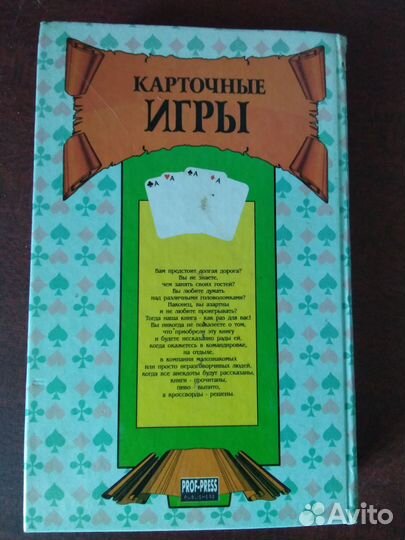 КАРТОЧНЫЕ
ИГРЫ
A A A A
Вам предстоит долгая дорога?
Вы не знаете,
чем занять своих гостей?
Вы любите думать
над различными головоломками?
Наконец, вы азартны
и не любите проигрывать?
Тогда наша книга - как раз для вас!
Вы никогда не пожалеете о том,
что приобрели эту книгу
и будете несказанно рады ей,
когда окажетесь в командировке,
на отдыхе,
в компании малознакомых
или просто неразговорчивых людей,
когда все анекдоты будут рассказаны,
книги - прочитаны,
пиво - выпито,
а кроссворды - решены.
PROF-PRESS
PUBLISHERS
Avito